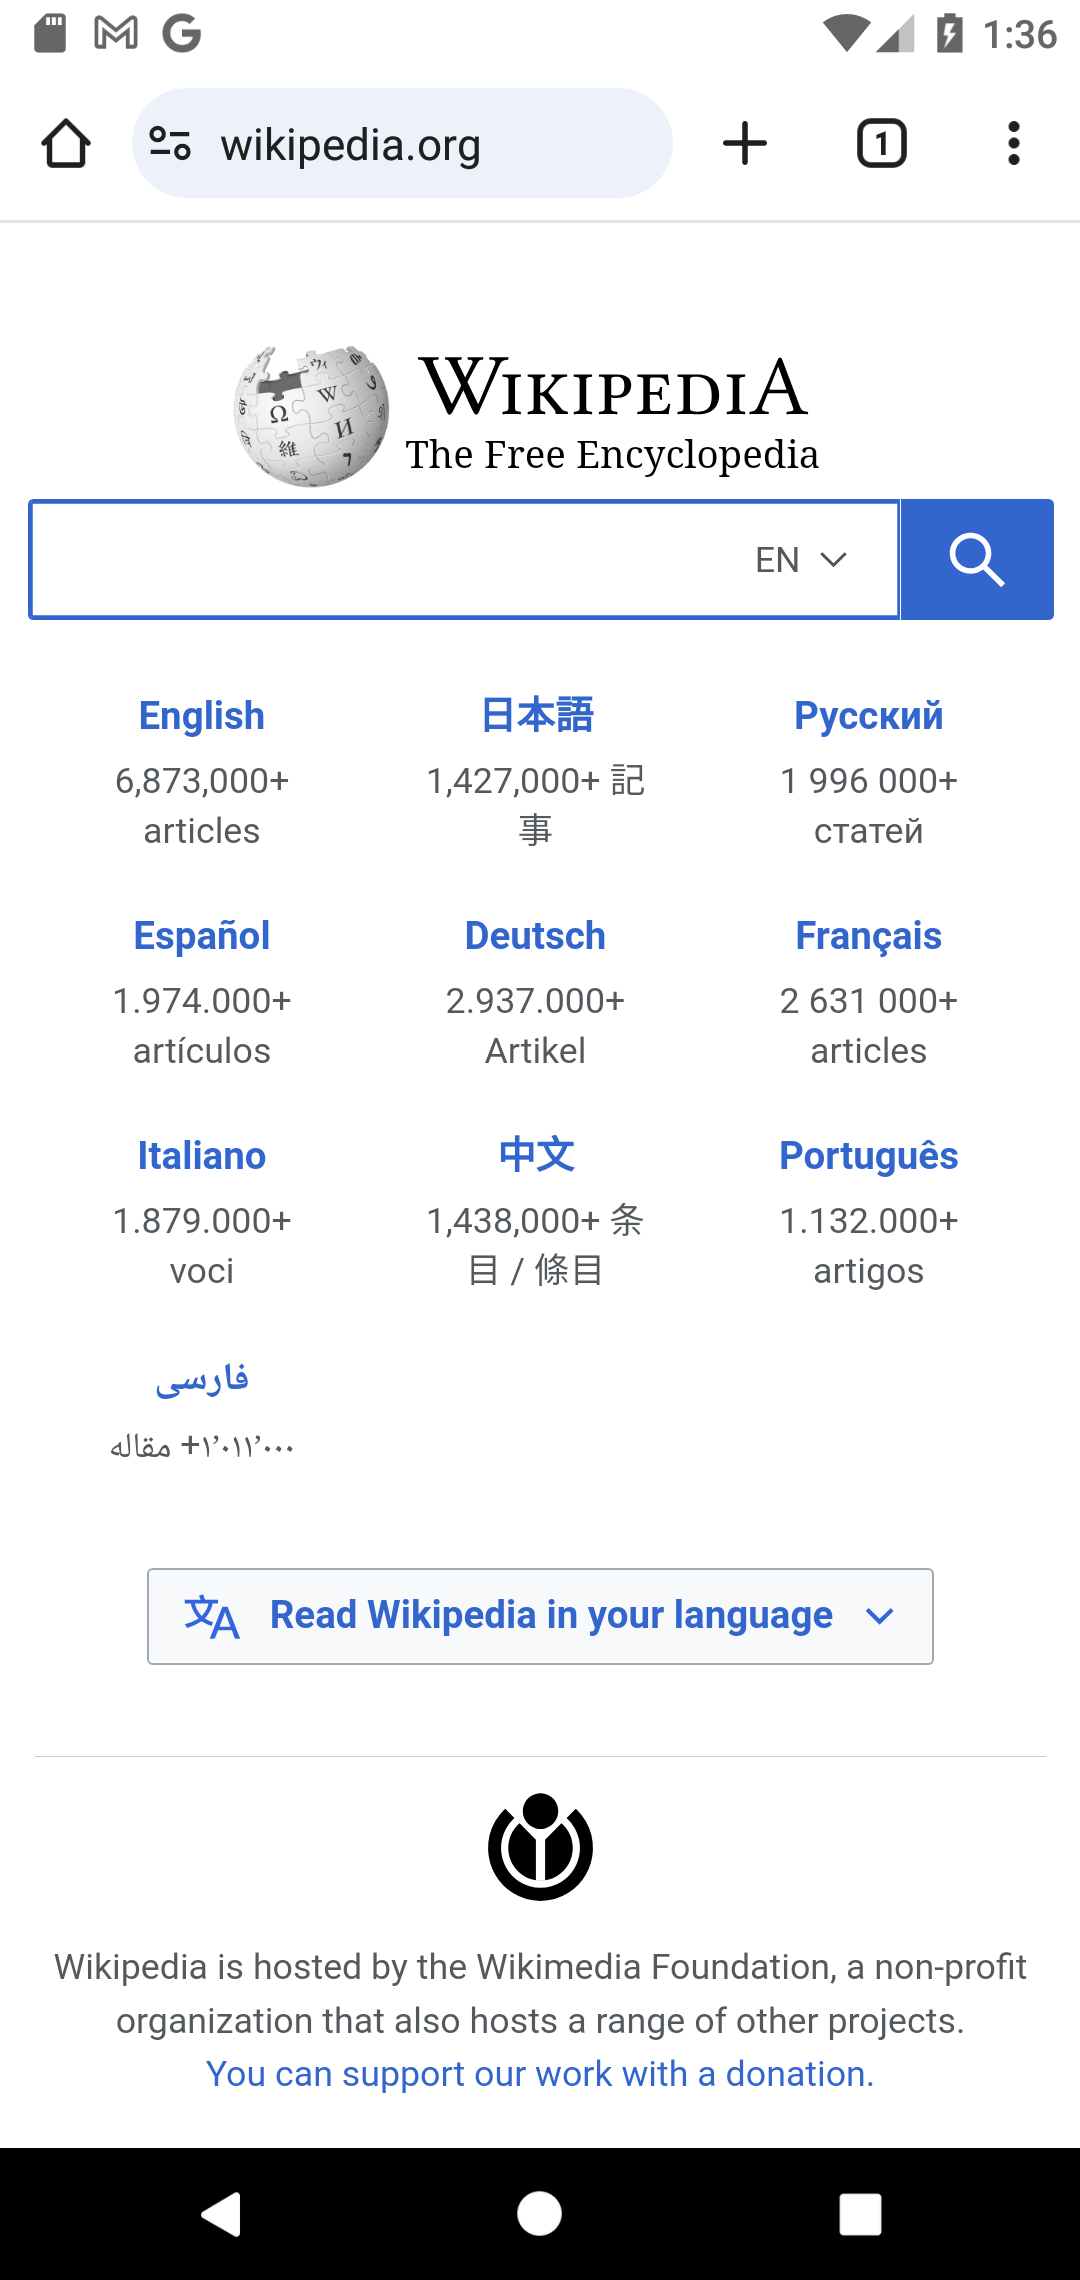 1:36
wikipedia.org
1
WIKIPEDIA
The Free Encyclopedia
EN
English
6,873,000+
articles
日本語
1,427,000+ 記
事
Русский
1 996 000+
статей
Español
1.974.000+
artículos
Deutsch
2.937.000+
Artikel
Français
2 631 000+
articles
Italiano
1.879.000+
voci
中文
1,438,000+ 条
目 / 條目
Português
1.132.000+
artigos
فارسی
۱٬۰۱۱٬۰۰۰+ مقاله
Read Wikipedia in your language
Wikipedia is hosted by the Wikimedia Foundation, a non-profit
organization that also hosts a range of other projects.
You can support our work with a donation.